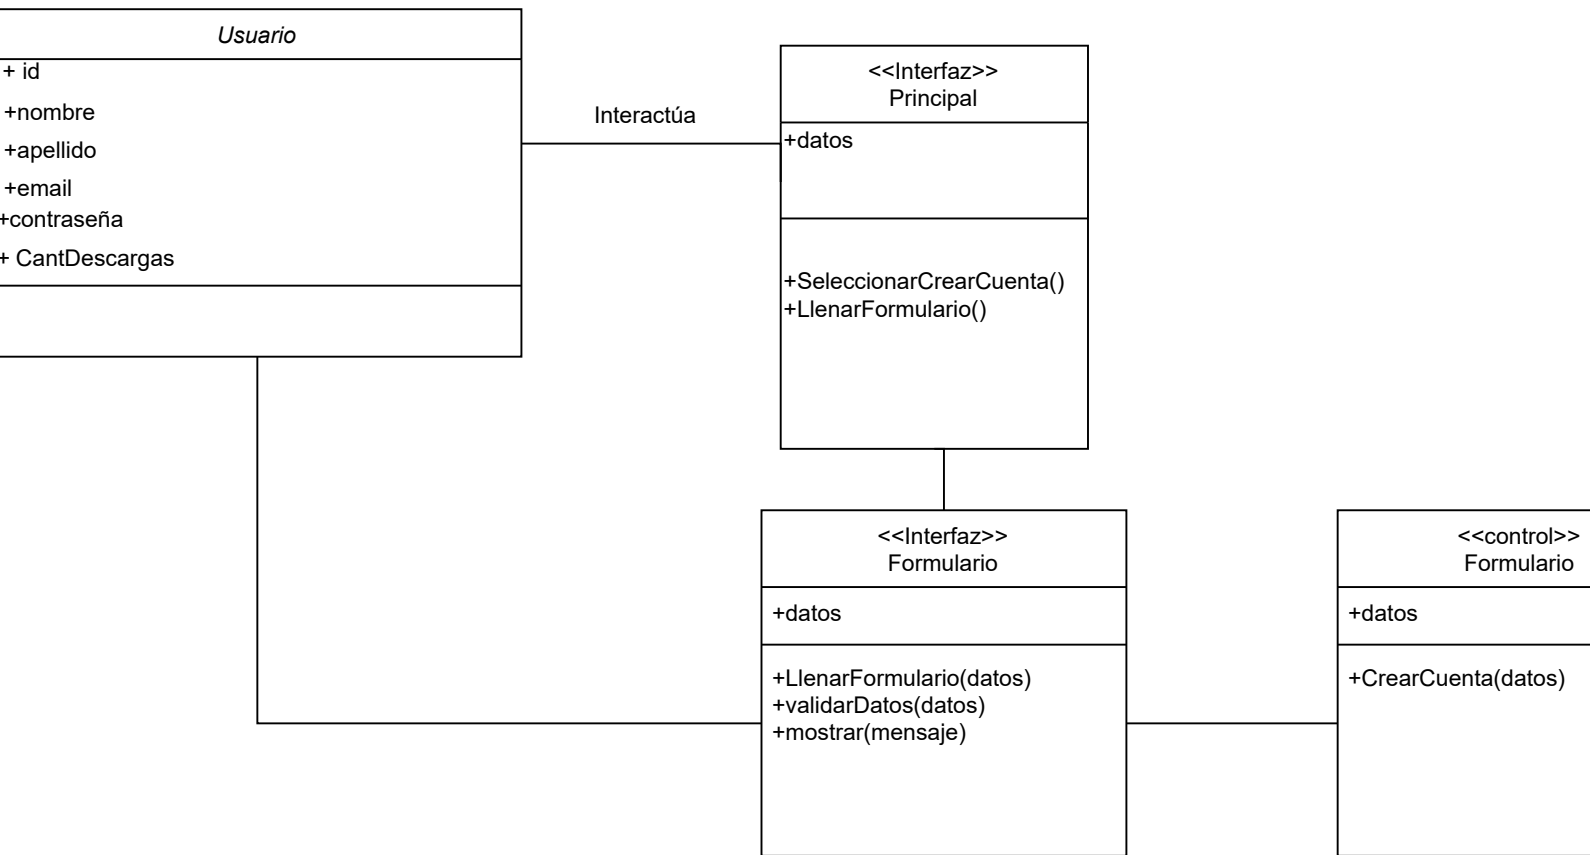 Usuario
+ id
+nombre
+apellido
+email
+contraseña
+ CantDescargas
Interactúa
<<Interfaz>>
Principal
+datos
+SeleccionarCrearCuenta()
+LlenarFormulario()
<<Interfaz>>
Formulario
+datos
+LlenarFormulario(datos)
+validarDatos(datos)
+mostrar(mensaje)
<<control>>
Formulario
+datos
+CrearCuenta(datos)